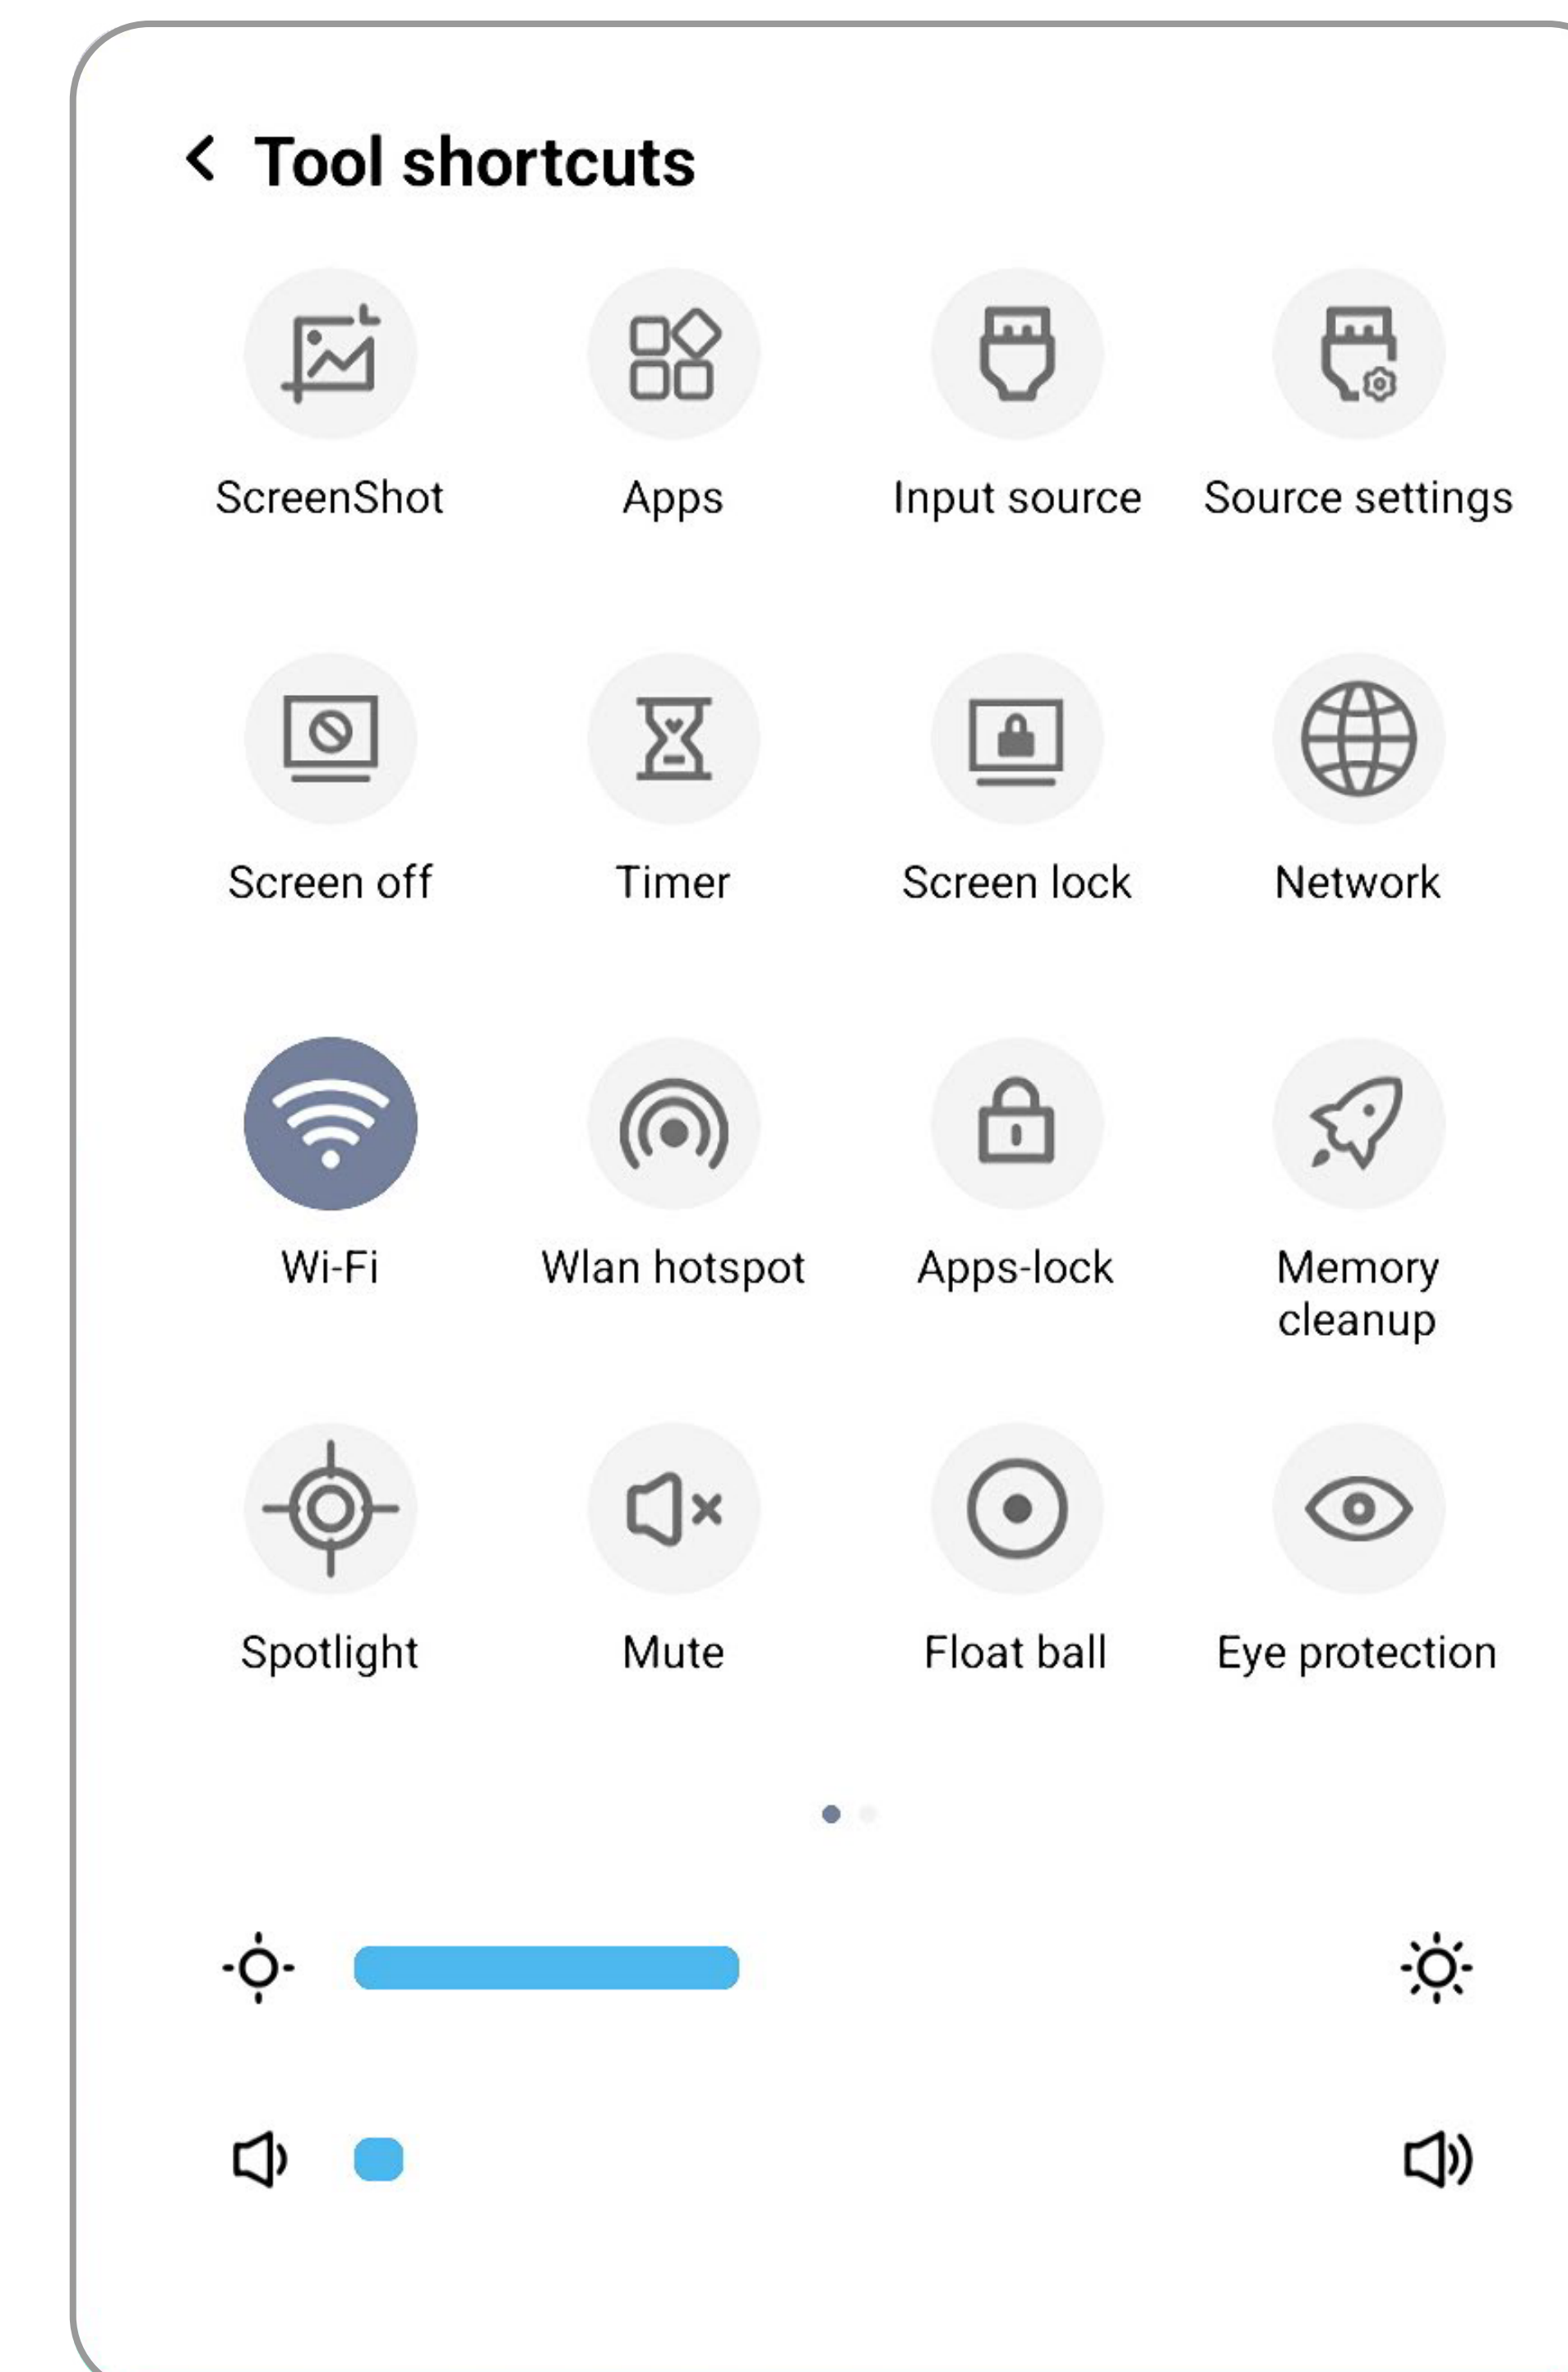 Tool shortcuts
ScreenShot
Apps
Input source
Source settings
Screen off
Timer
Screen lock
Network
Wi-Fi
Wlan hotspot
Apps-lock
Memory
cleanup
Spotlight
Mute
Float ball
Eye protection